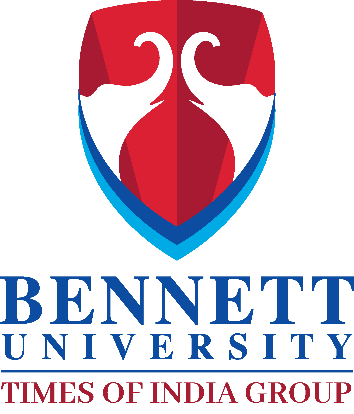 BENNETT
UNIVERSITY
TIMES OF INDIA GROUP